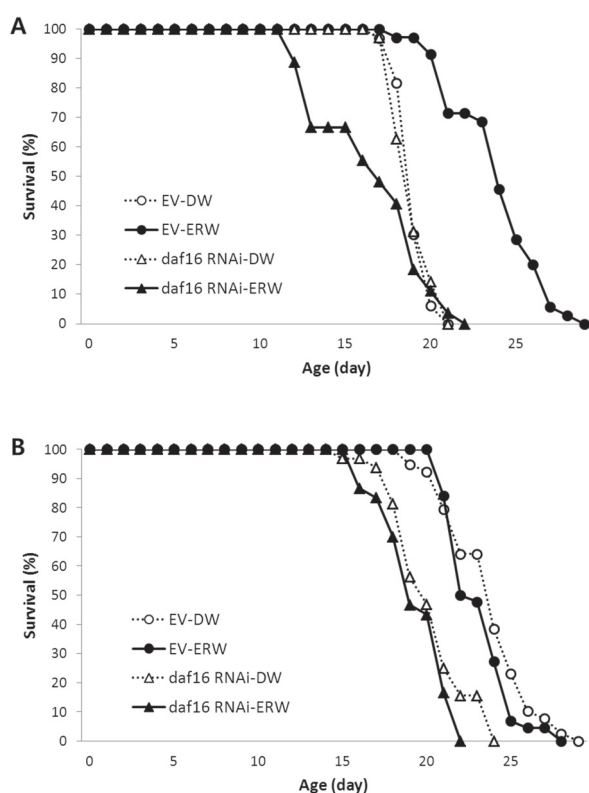 A
100
90
80
70
60
50
40
30
20
10
0
Survival (%)
EV-DW
EV-ERW
daf16 RNAi-DW
daf16 RNAi-ERW
0 5 10 15 20 25
Age (day)
B
100
90
80
70
60
50
40
30
20
10
0
Survival (%)
EV-DW
EV-ERW
daf16 RNAi-DW
daf16 RNAi-ERW
0 5 10 15 20 25
Age (day)